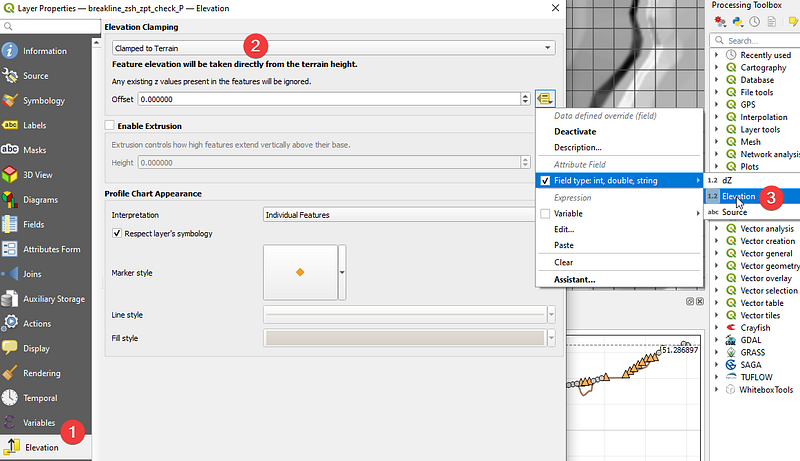 Layer Properties — breakline_zsh_zpt_check_P — Elevation
Information
Source
Symbology
abc Labels
abc Masks
3D View
Diagrams
Fields
Attributes Form
Joins
Auxiliary Storage
Actions
Display
Rendering
Temporal
Variables
1
Elevation
Elevation Clamping
Clamped to Terrain
2
Feature elevation will be taken directly from the terrain height.
Any existing z values present in the features will be ignored.
Offset 0.000000
Enable Extrusion
Extrusion controls how high features extend vertically above their base.
Height 0.000000
Profile Chart Appearance
Interpretation Individual Features
Respect layer's symbology
Marker style
Line style
Fill style
Data defined override (field)
Deactivate
Description...
Attribute Field
Field type: int, double, string
Expression
Variable
Edit...
Paste
Clear
Assistant...
1.2 dZ
1.2 Elevation
3
abc Source
51.286897
Processing Toolbox
Search...
Recently used
Cartography
Database
File tools
GPS
Interpolation
Layer tools
Mesh
Network analysis
Plots
Vector analysis
Vector creation
Vector general
Vector geometry
Vector overlay
Vector selection
Vector table
Vector tiles
Crayfish
GDAL
GRASS
SAGA
TUFLOW
WhiteboxTools